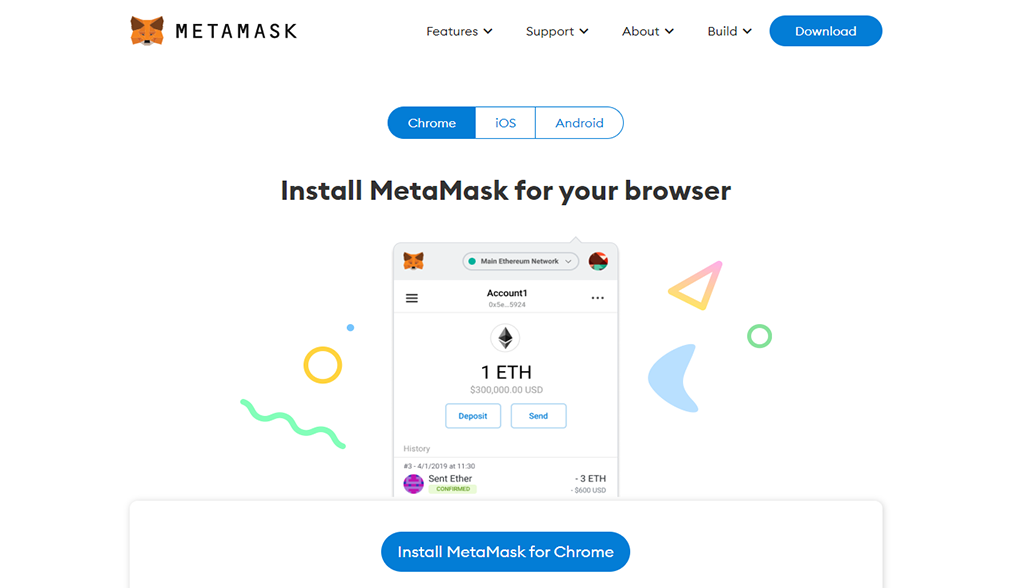 METAMASK
Features Support About Build Download
Chrome iOS Android
Install MetaMask for your browser
Main Ethereum Network
Account1
0x5e...5924
1 ETH
$300,000.00 USD
Deposit Send
History
#3 - 4/1/2019 at 11:30
Sent Ether - 3 ETH
CONFIRMED - $600 USD
Install MetaMask for Chrome